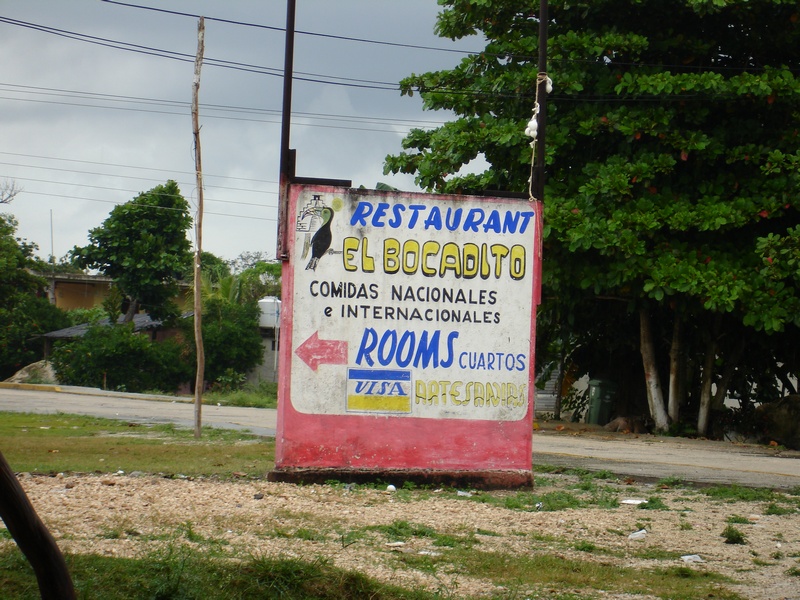 RESTAURANT
EL BOCADITO
COMIDAS NACIONALES
e INTERNACIONALES
ROOMS CUARTOS
VISA ARTESANIAS